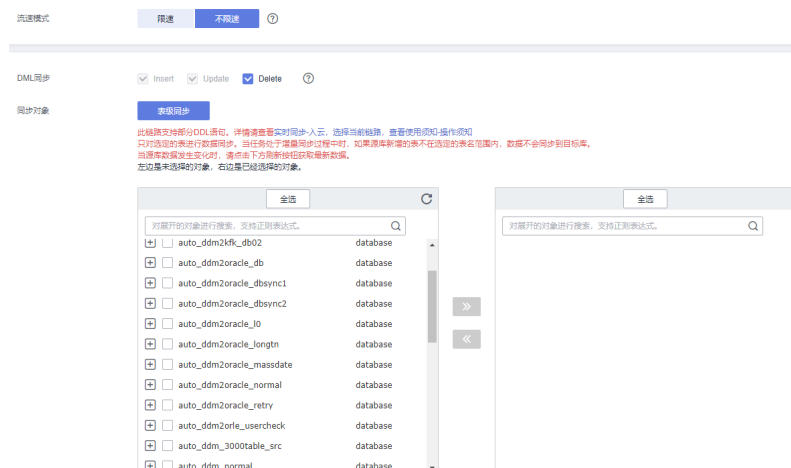 流速模式 限速 不限速
DML同步 Insert Update Delete
同步对象 表级同步
此链路支持部分DDL语句。详情请查看实时同步-入云，选择当前链路，查看使用须知-操作须知
只对选定的表进行数据同步。当任务处于增量同步过程中时，如果源库新增的表不在选定的表名范围内，数据不会同步到目标库。
当源库数据发生变化时，请点击下方刷新按钮获取最新数据。
左边是未选择的对象，右边是已经选择的对象。
全选
对展开的对象进行搜索，支持正则表达式。
auto_ddm2kfk_db02 database
auto_ddm2oracle_db database
auto_ddm2oracle_dbsync1 database
auto_ddm2oracle_dbsync2 database
auto_ddm2oracle_l0 database
auto_ddm2oracle_longtn database
auto_ddm2oracle_massdate database
auto_ddm2oracle_normal database
auto_ddm2oracle_retry database
auto_ddm2orle_usercheck database
auto_ddm_3000table_src database
auto_ddm_normal database
全选
对展开的对象进行搜索，支持正则表达式。